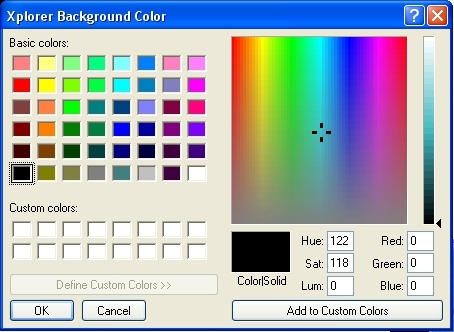 Xplorer Background Color
Basic colors:
Custom colors:
Define Custom Colors >>
OK
Cancel
Color|Solid
Hue: 122
Sat: 118
Lum: 0
Red: 0
Green: 0
Blue: 0
Add to Custom Colors